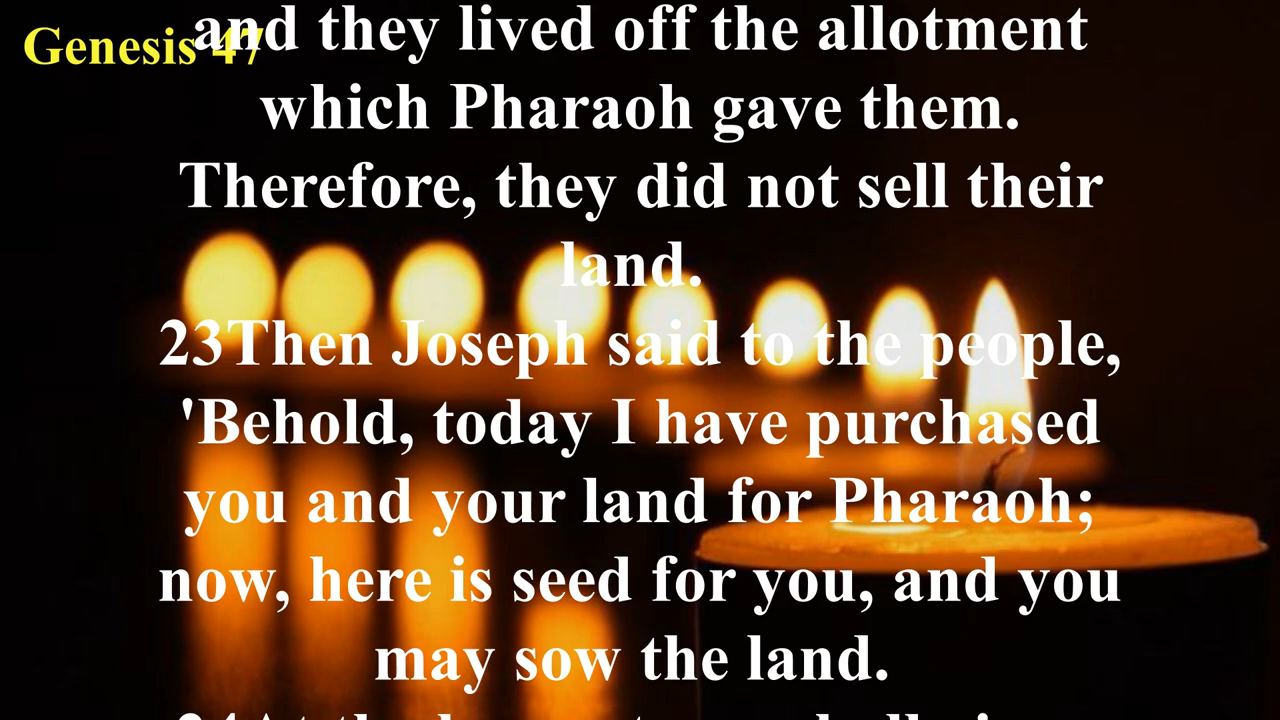 Genesis 47
and they lived off the allotment
which Pharaoh gave them.
Therefore, they did not sell their
land.
23Then Joseph said to the people,
'Behold, today I have purchased
you and your land for Pharaoh;
now, here is seed for you, and you
may sow the land.